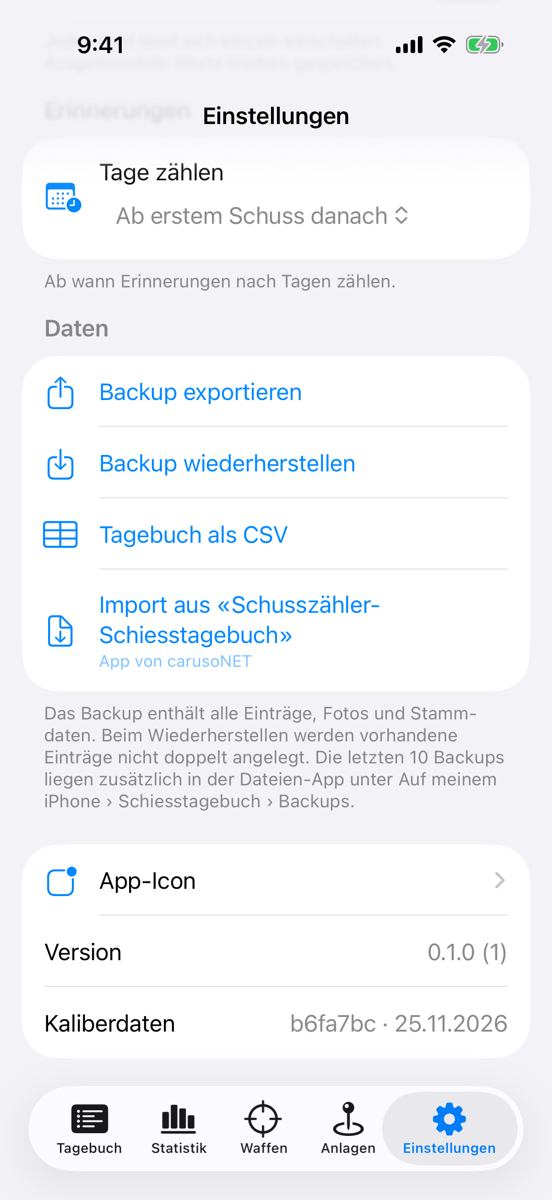 9:41
Erinnerungen
Einstellungen
Tage zählen
Ab erstem Schuss danach
Ab wann Erinnerungen nach Tagen zählen.
Daten
Backup exportieren
Backup wiederherstellen
Tagebuch als CSV
Import aus «Schusszähler-
Schiesstagebuch»
App von carusoNET
Das Backup enthält alle Einträge, Fotos und Stamm-
daten. Beim Wiederherstellen werden vorhandene
Einträge nicht doppelt angelegt. Die letzten 10 Backups
liegen zusätzlich in der Dateien-App unter Auf meinem
iPhone › Schiesstagebuch › Backups.
App-Icon
Version 0.1.0 (1)
Kaliberdaten b6fa7bc · 25.11.2026
Tagebuch Statistik Waffen Anlagen Einstellungen